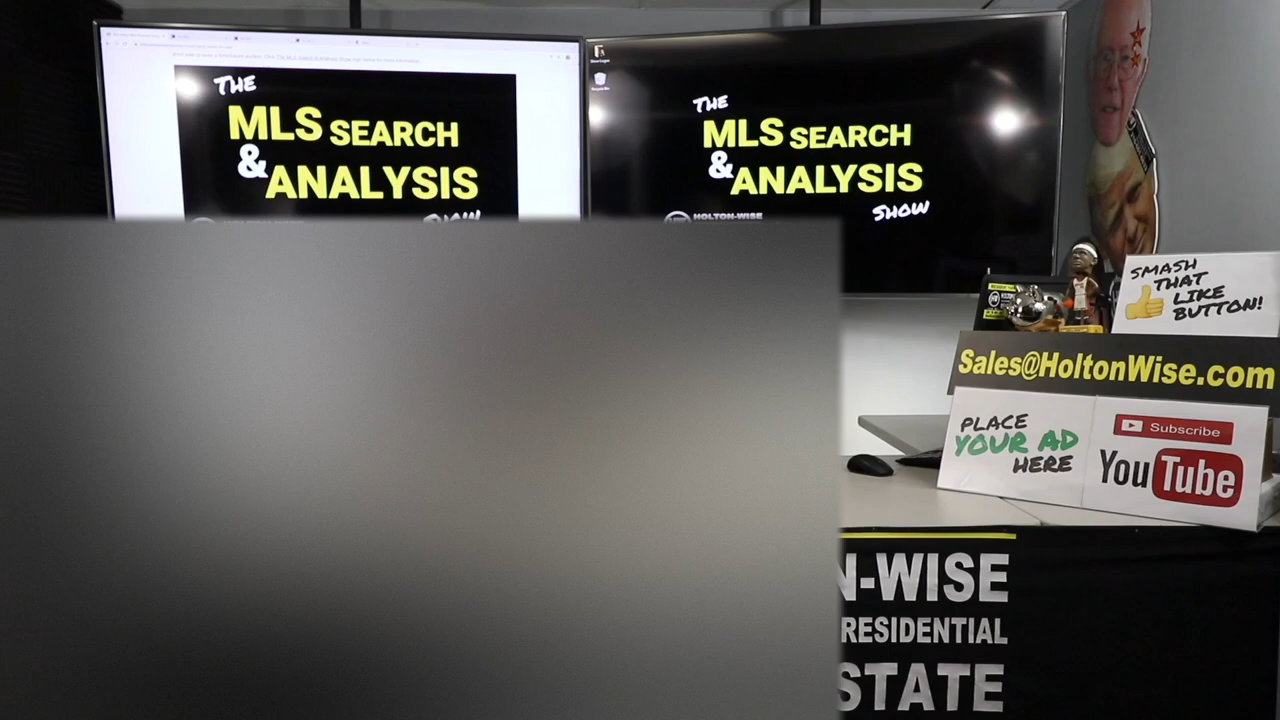 THE
MLS SEARCH
& ANALYSIS
SHOW
THE
MLS SEARCH
& ANALYSIS
SHOW
HOLTON-WISE
SMASH
THAT
LIKE
BUTTON!
Sales@HoltonWise.com
PLACE
YOUR AD
HERE
Subscribe
YouTube
N-WISE
RESIDENTIAL
STATE